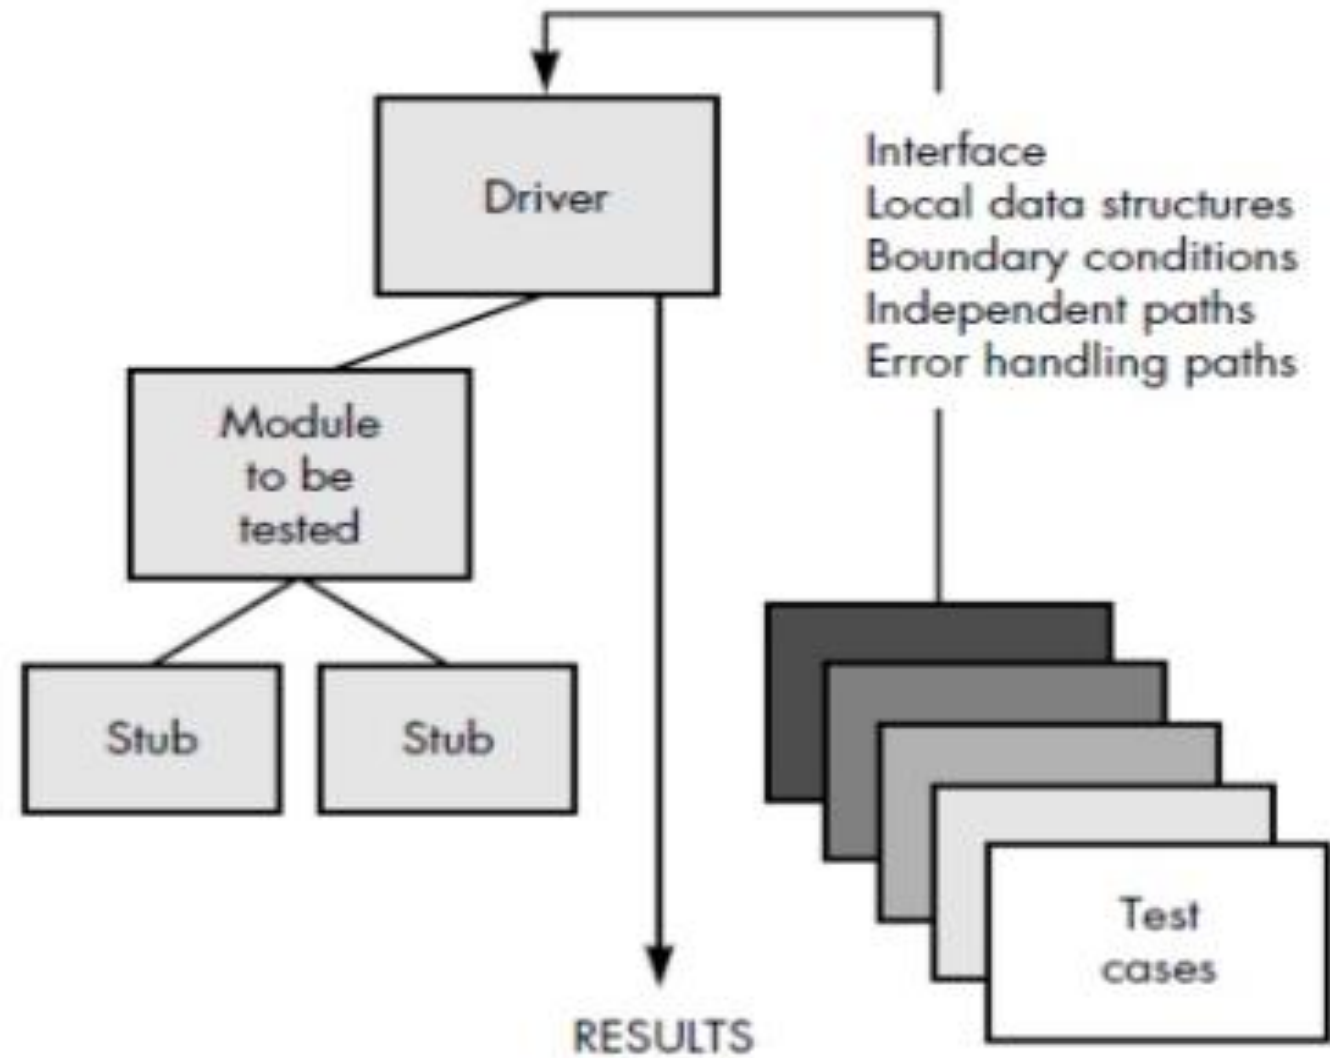 Driver
Interface
Local data structures
Boundary conditions
Independent paths
Error handling paths
Module
to be
tested
Stub
Stub
Test
cases
RESULTS